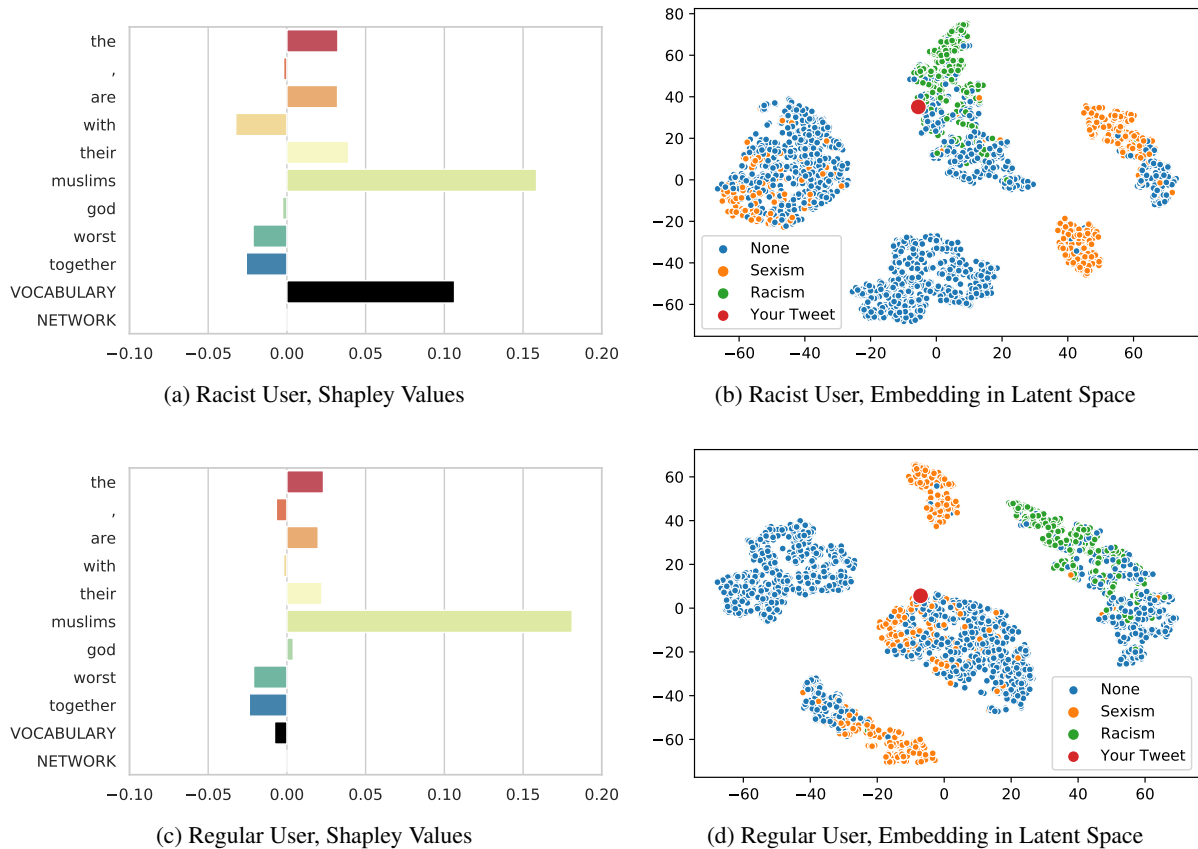 the
,
are
with
their
muslims
god
worst
together
VOCABULARY
NETWORK
−0.10 −0.05 0.00 0.05 0.10 0.15 0.20
(a) Racist User, Shapley Values
80
60
40
20
0
−20
−40
−60
None
Sexism
Racism
Your Tweet
−60 −40 −20 0 20 40 60
(b) Racist User, Embedding in Latent Space
the
,
are
with
their
muslims
god
worst
together
VOCABULARY
NETWORK
−0.10 −0.05 0.00 0.05 0.10 0.15 0.20
(c) Regular User, Shapley Values
60
40
20
0
−20
−40
−60
None
Sexism
Racism
Your Tweet
−60 −40 −20 0 20 40 60
(d) Regular User, Embedding in Latent Space